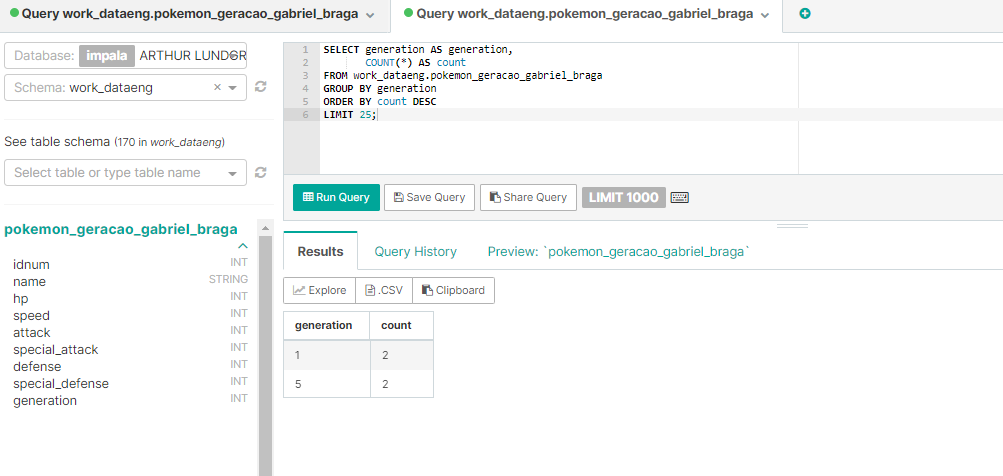 Query work_dataeng.pokemon_geracao_gabriel_braga
Query work_dataeng.pokemon_geracao_gabriel_braga
Database: impala ARTHUR LUNDGR
Schema: work_dataeng
See table schema (170 in work_dataeng)
Select table or type table name
pokemon_geracao_gabriel_braga
idnum INT
name STRING
hp INT
speed INT
attack INT
special_attack INT
defense INT
special_defense INT
generation INT
1 SELECT generation AS generation,
2 COUNT(*) AS count
3 FROM work_dataeng.pokemon_geracao_gabriel_braga
4 GROUP BY generation
5 ORDER BY count DESC
6 LIMIT 25;
Run Query Save Query Share Query LIMIT 1000
Results Query History Preview: `pokemon_geracao_gabriel_braga`
Explore .CSV Clipboard
generation count
1 2
5 2